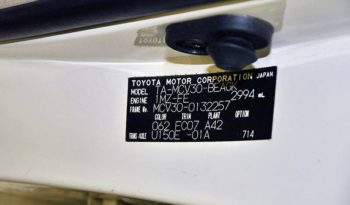 TOYOTA MOTOR CORPORATION JAPAN
MODEL TA-MCV30-BEAQK
ENGINE 1MZ-FE 2994 mL
FRAME No. MCV30-0132257
COLOR TRIM PLANT OPTION
062 FC07 A42
TRANS AXLE U150E -01A 714